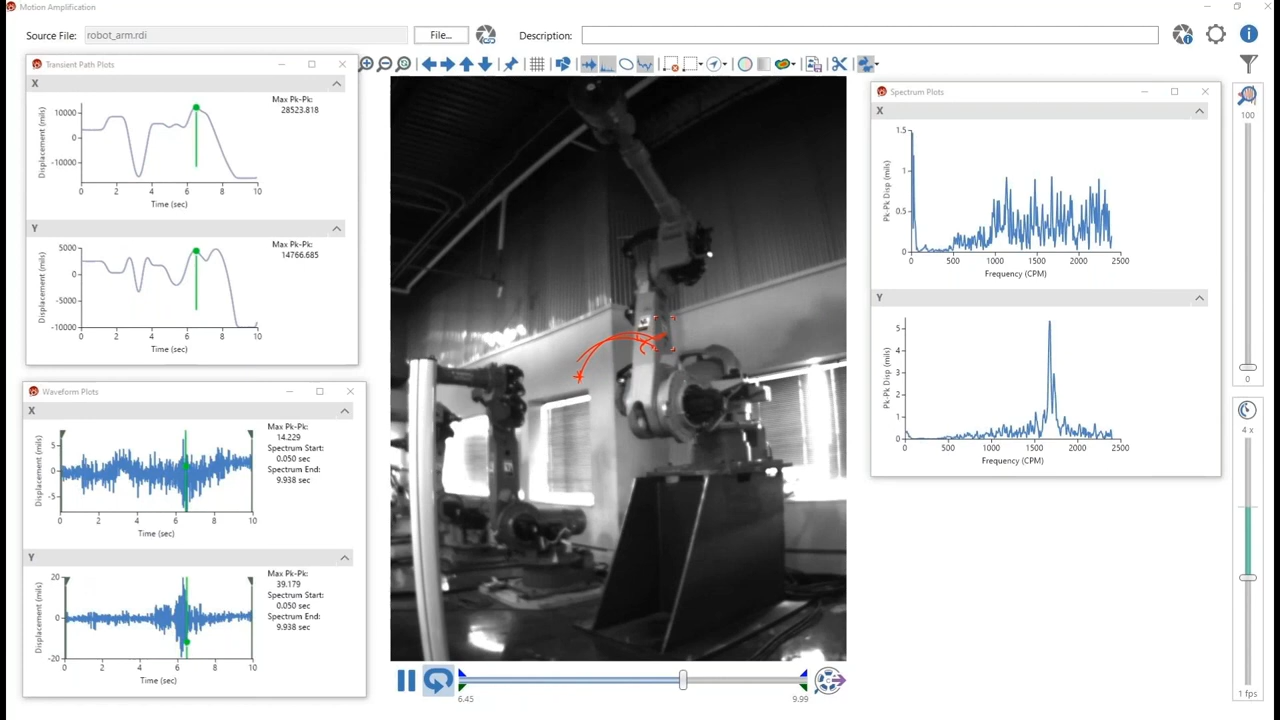 Motion Amplification
Source File: robot_arm.rdi File... Description:
Transient Path Plots
X
Displacement (mils)
10000
0
-10000
0 2 4 6 8 10
Time (sec)
Max Pk-Pk:
28523.818
Y
Displacement (mils)
5000
0
-5000
-10000
0 2 4 6 8 10
Time (sec)
Max Pk-Pk:
14766.685
Waveform Plots
X
Displacement (mils)
5
0
-5
0 2 4 6 8 10
Time (sec)
Max Pk-Pk:
14.229
Spectrum Start:
0.050 sec
Spectrum End:
9.938 sec
Y
Displacement (mils)
20
0
-20
0 2 4 6 8 10
Time (sec)
Max Pk-Pk:
39.179
Spectrum Start:
0.050 sec
Spectrum End:
9.938 sec
6.45 9.99
Spectrum Plots
X
Pk-Pk Disp (mils)
1.5
1
0.5
0
0 500 1000 1500 2000 2500
Frequency (CPM)
Y
Pk-Pk Disp (mils)
5
4
3
2
1
0
0 500 1000 1500 2000 2500
Frequency (CPM)
100
0
4 x
1 fps